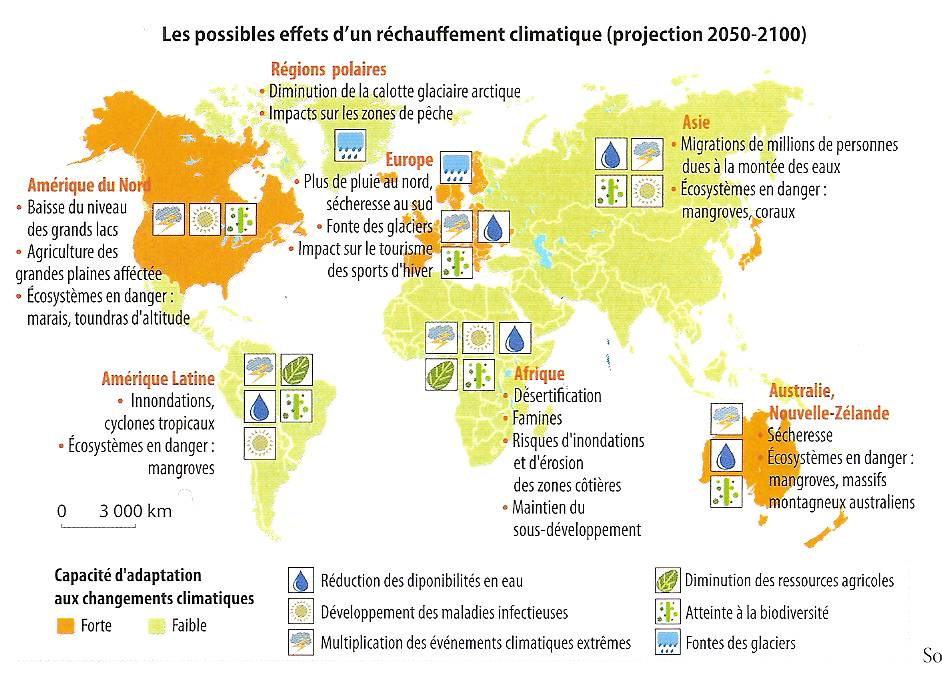 Les possibles effets d'un réchauffement climatique (projection 2050-2100)
Régions polaires
• Diminution de la calotte glaciaire arctique
• Impacts sur les zones de pêche
Europe
• Plus de pluie au nord,
sécheresse au sud
• Fonte des glaciers
• Impact sur le tourisme
des sports d'hiver
Asie
• Migrations de millions de personnes
dues à la montée des eaux
• Écosystèmes en danger :
mangroves, coraux
Amérique du Nord
• Baisse du niveau
des grands lacs
• Agriculture des
grandes plaines affectée
• Écosystèmes en danger :
marais, toundras d'altitude
Amérique Latine
• Innondations,
cyclones tropicaux
• Écosystèmes en danger :
mangroves
Afrique
• Désertification
• Famines
• Risques d'inondations
et d'érosion
des zones côtières
• Maintien du
sous-développement
Australie,
Nouvelle-Zélande
• Sécheresse
• Écosystèmes en danger :
mangroves, massifs
montagneux australiens
0 3 000 km
Capacité d'adaptation
aux changements climatiques
Forte Faible
Réduction des diponibilités en eau
Développement des maladies infectieuses
Multiplication des événements climatiques extrêmes
Diminution des ressources agricoles
Atteinte à la biodiversité
Fontes des glaciers
So